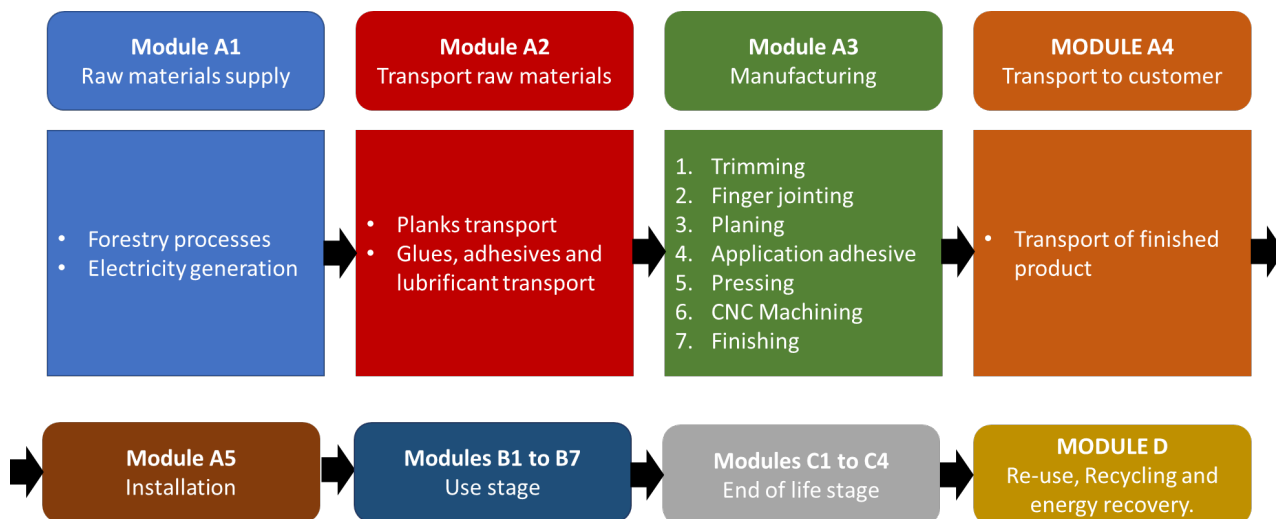 Module A1
Raw materials supply
Module A2
Transport raw materials
Module A3
Manufacturing
MODULE A4
Transport to customer
• Forestry processes
• Electricity generation
• Planks transport
• Glues, adhesives and
lubrificant transport
1. Trimming
2. Finger jointing
3. Planing
4. Application adhesive
5. Pressing
6. CNC Machining
7. Finishing
• Transport of finished
product
Module A5
Installation
Modules B1 to B7
Use stage
Modules C1 to C4
End of life stage
MODULE D
Re-use, Recycling and
energy recovery.